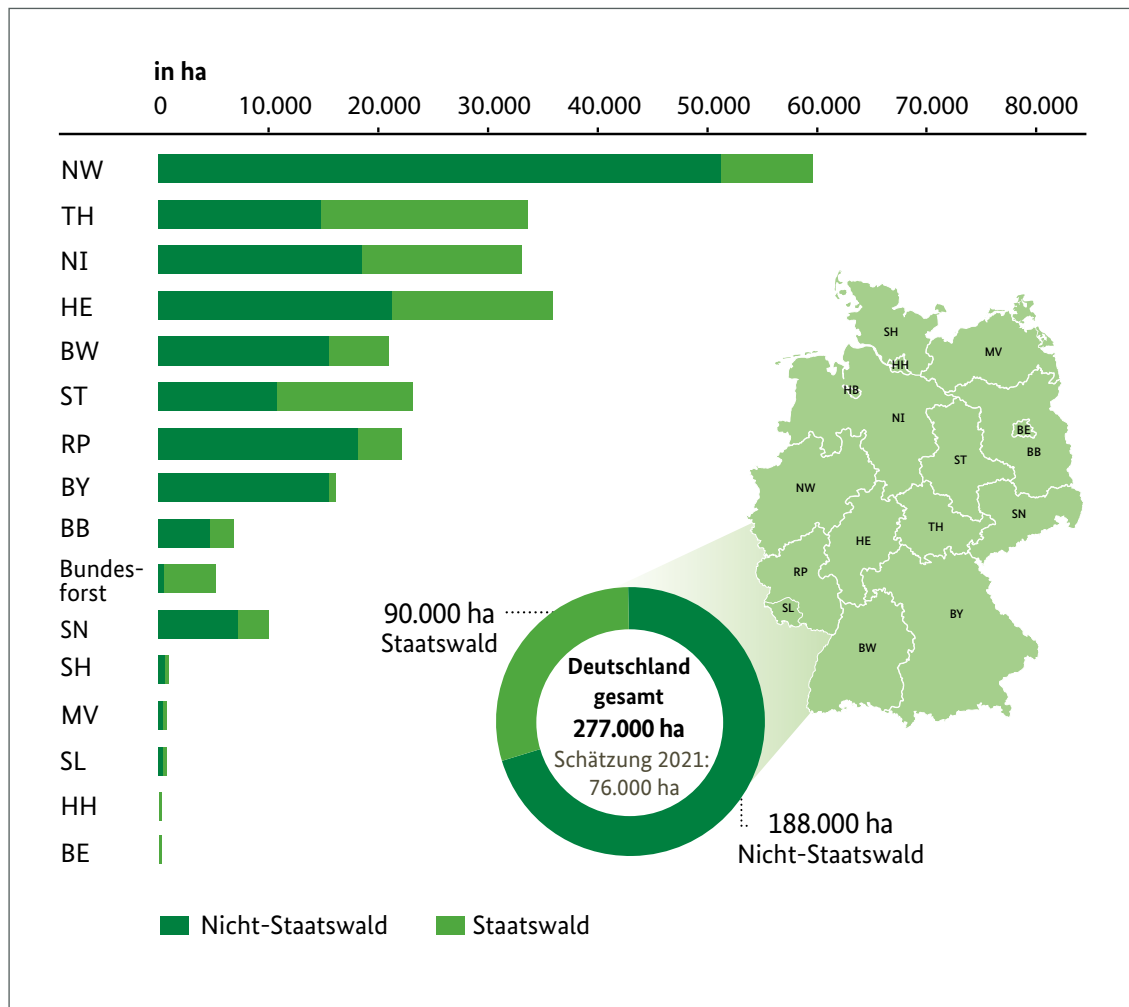 in ha
0 10.000 20.000 30.000 40.000 50.000 60.000 70.000 80.000
NW
TH
NI
HE
BW
ST
RP
BY
BB
Bundes-
forst
SN
SH
MV
SL
HH
BE
90.000 ha
Staatswald
Deutschland
gesamt
277.000 ha
Schätzung 2021:
76.000 ha
188.000 ha
Nicht-Staatswald
SH
MV
HH
HB
NI
BE
BB
ST
NW
SN
TH
HE
RP
SL
BY
BW
Nicht-Staatswald Staatswald